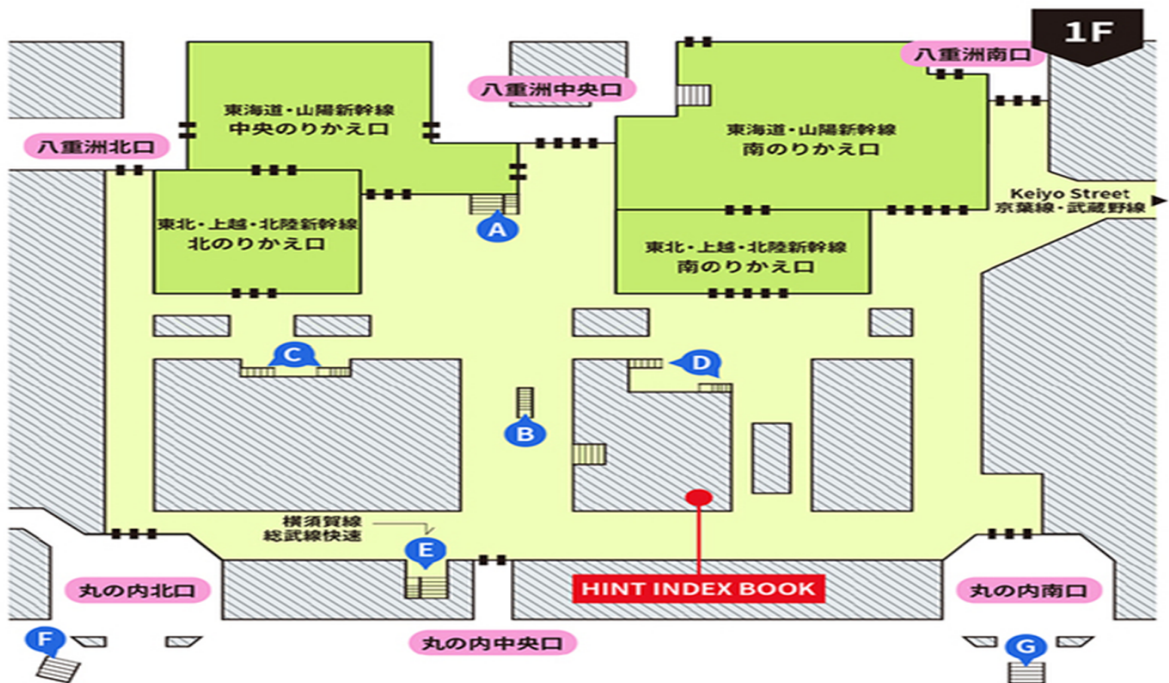 1F
八重洲南口
八重洲中央口
東海道・山陽新幹線
中央のりかえ口
東海道・山陽新幹線
南のりかえ口
八重洲北口
Keiyo Street
京葉線・武蔵野線
東北・上越・北陸新幹線
北のりかえ口
A
東北・上越・北陸新幹線
南のりかえ口
C
D
B
横須賀線
総武線快速
E
HINT INDEX BOOK
丸の内北口
丸の内南口
丸の内中央口
F
G